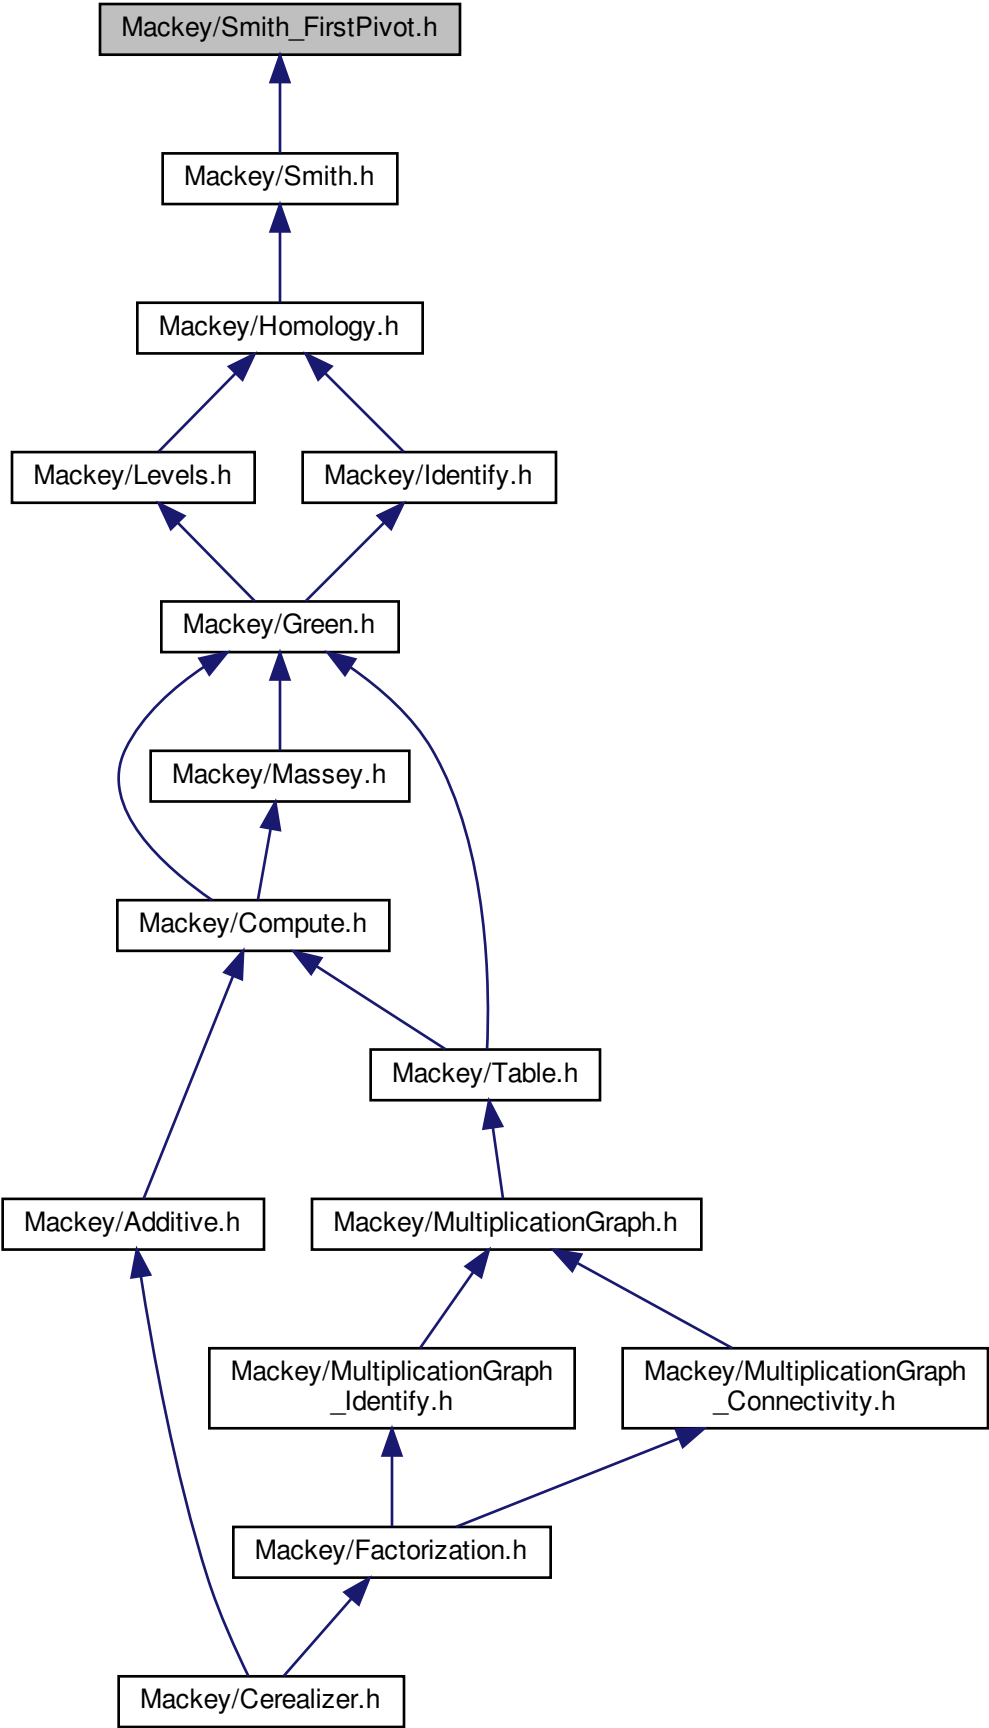 Mackey/Smith_FirstPivot.h
Mackey/Smith.h
Mackey/Homology.h
Mackey/Levels.h
Mackey/Identify.h
Mackey/Green.h
Mackey/Massey.h
Mackey/Compute.h
Mackey/Table.h
Mackey/Additive.h
Mackey/MultiplicationGraph.h
Mackey/MultiplicationGraph
_Identify.h
Mackey/MultiplicationGraph
_Connectivity.h
Mackey/Factorization.h
Mackey/Cerealizer.h